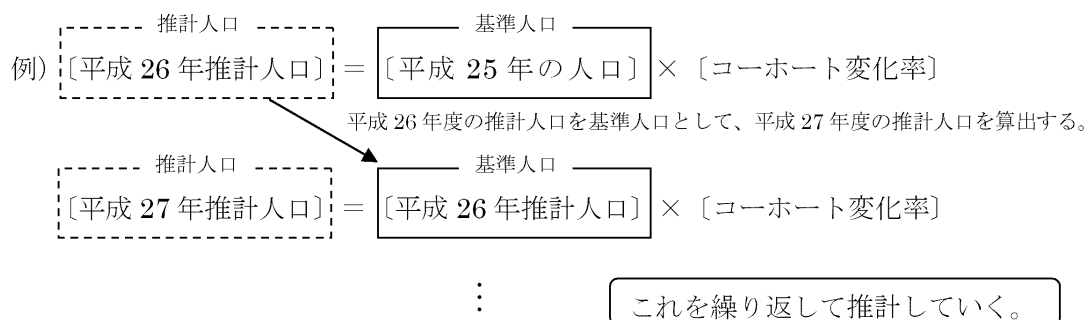 推計人口 基準人口
例)〔平成 26 年推計人口〕=〔平成 25 年の人口〕×〔コーホート変化率〕
平成 26 年度の推計人口を基準人口として、平成 27 年度の推計人口を算出する。
推計人口 基準人口
〔平成 27 年推計人口〕=〔平成 26 年推計人口〕×〔コーホート変化率〕
⋮ これを繰り返して推計していく。